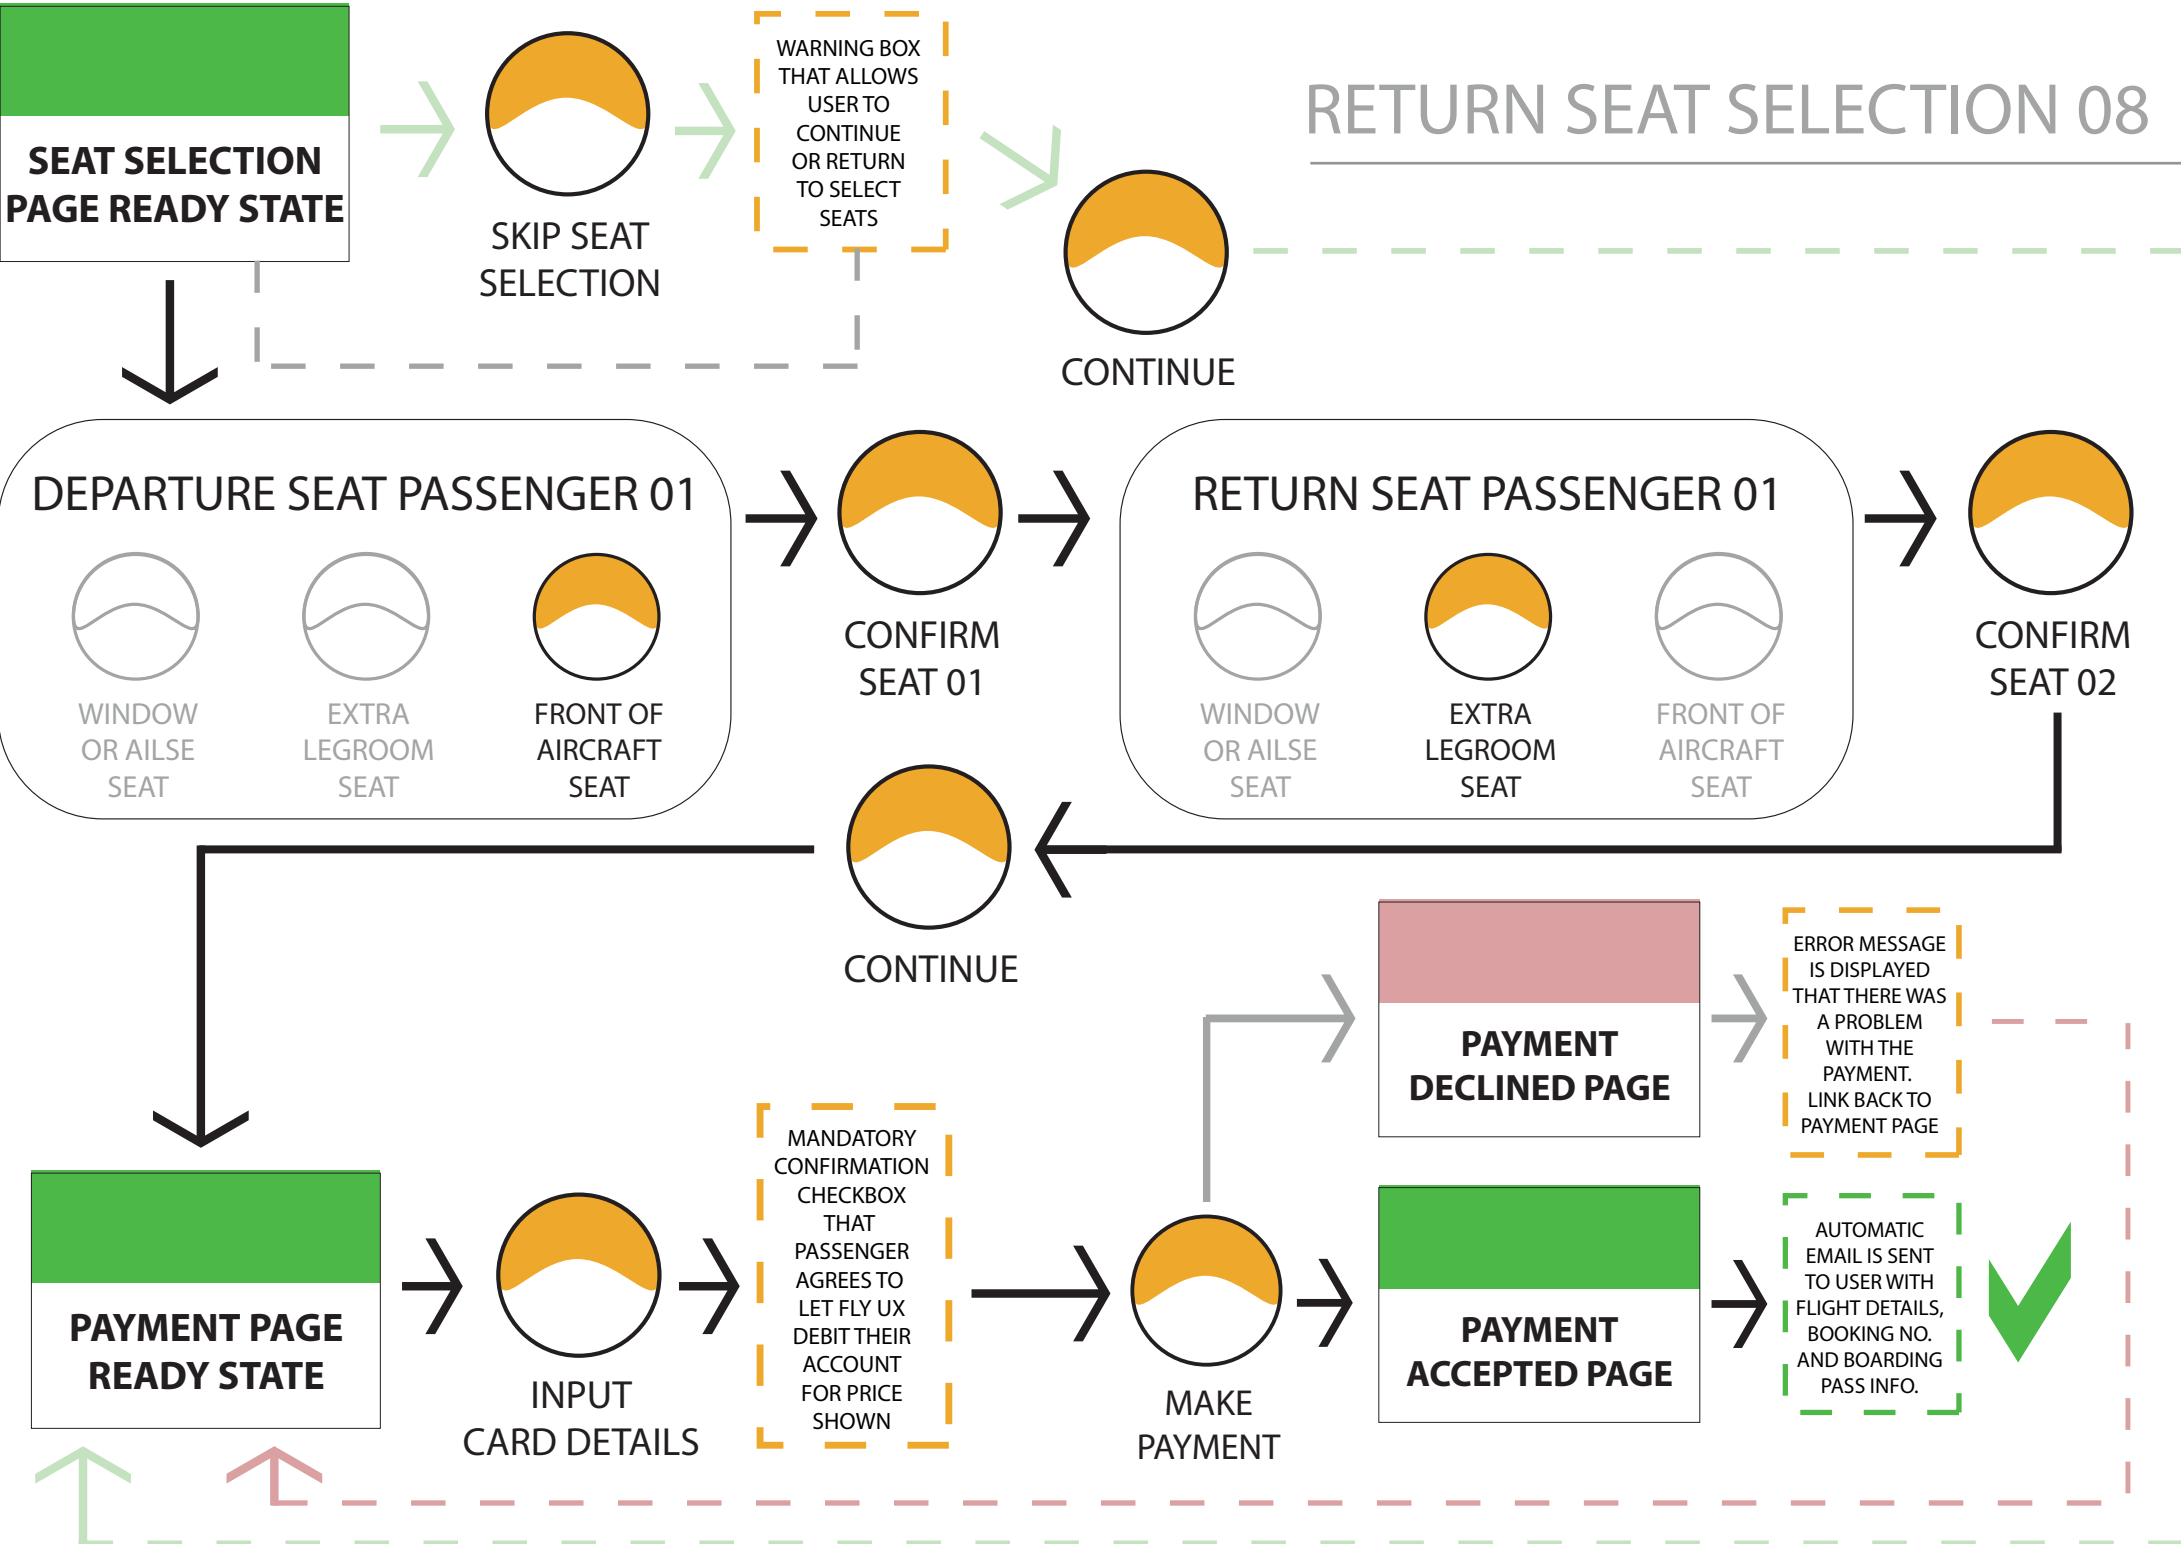 SEAT SELECTION
PAGE READY STATE
SKIP SEAT
SELECTION
WARNING BOX
THAT ALLOWS
USER TO
CONTINUE
OR RETURN
TO SELECT
SEATS
CONTINUE
RETURN SEAT SELECTION 08
DEPARTURE SEAT PASSENGER 01
WINDOW
OR AILSE
SEAT
EXTRA
LEGROOM
SEAT
FRONT OF
AIRCRAFT
SEAT
CONFIRM
SEAT 01
RETURN SEAT PASSENGER 01
WINDOW
OR AILSE
SEAT
EXTRA
LEGROOM
SEAT
FRONT OF
AIRCRAFT
SEAT
CONFIRM
SEAT 02
CONTINUE
PAYMENT PAGE
READY STATE
INPUT
CARD DETAILS
MANDATORY
CONFIRMATION
CHECKBOX
THAT
PASSENGER
AGREES TO
LET FLY UX
DEBIT THEIR
ACCOUNT
FOR PRICE
SHOWN
MAKE
PAYMENT
PAYMENT
DECLINED PAGE
ERROR MESSAGE
IS DISPLAYED
THAT THERE WAS
A PROBLEM
WITH THE
PAYMENT.
LINK BACK TO
PAYMENT PAGE
PAYMENT
ACCEPTED PAGE
AUTOMATIC
EMAIL IS SENT
TO USER WITH
FLIGHT DETAILS,
BOOKING NO.
AND BOARDING
PASS INFO.